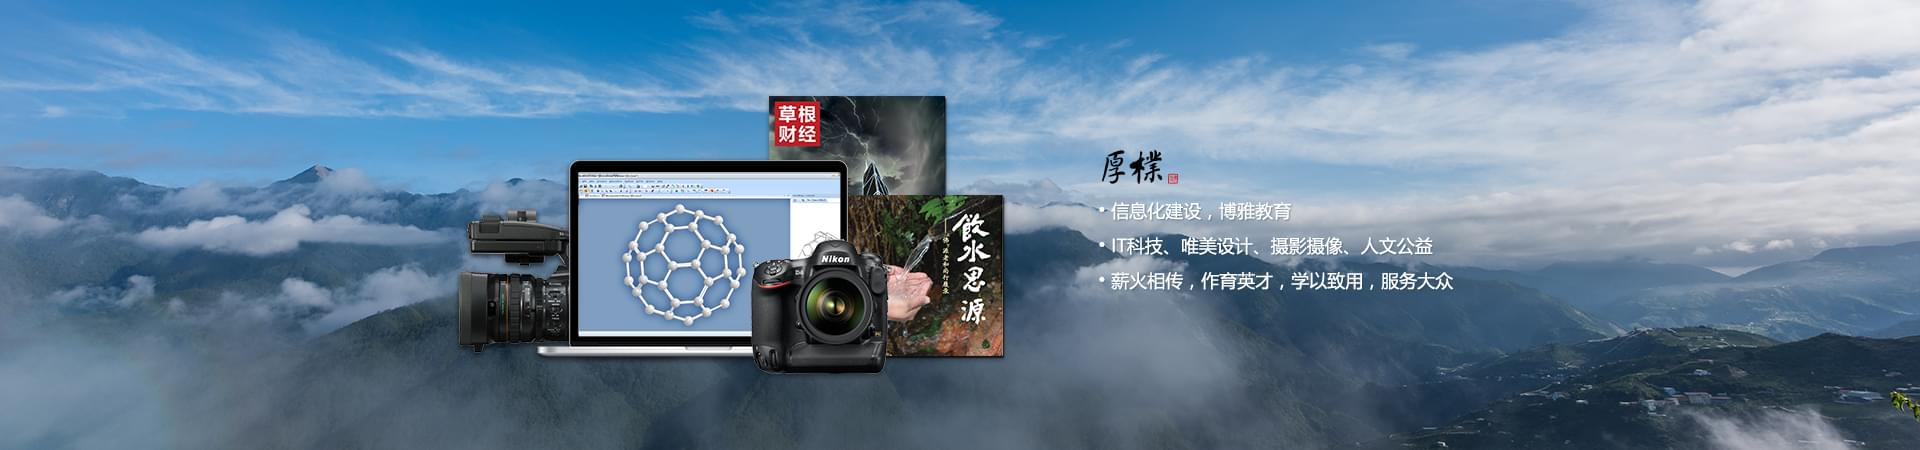 草根
财经
Nikon
D4
飲水思源
厚樸
• 信息化建设，博雅教育
• IT科技、唯美设计、摄影摄像、人文公益
• 薪火相传，作育英才，学以致用，服务大众